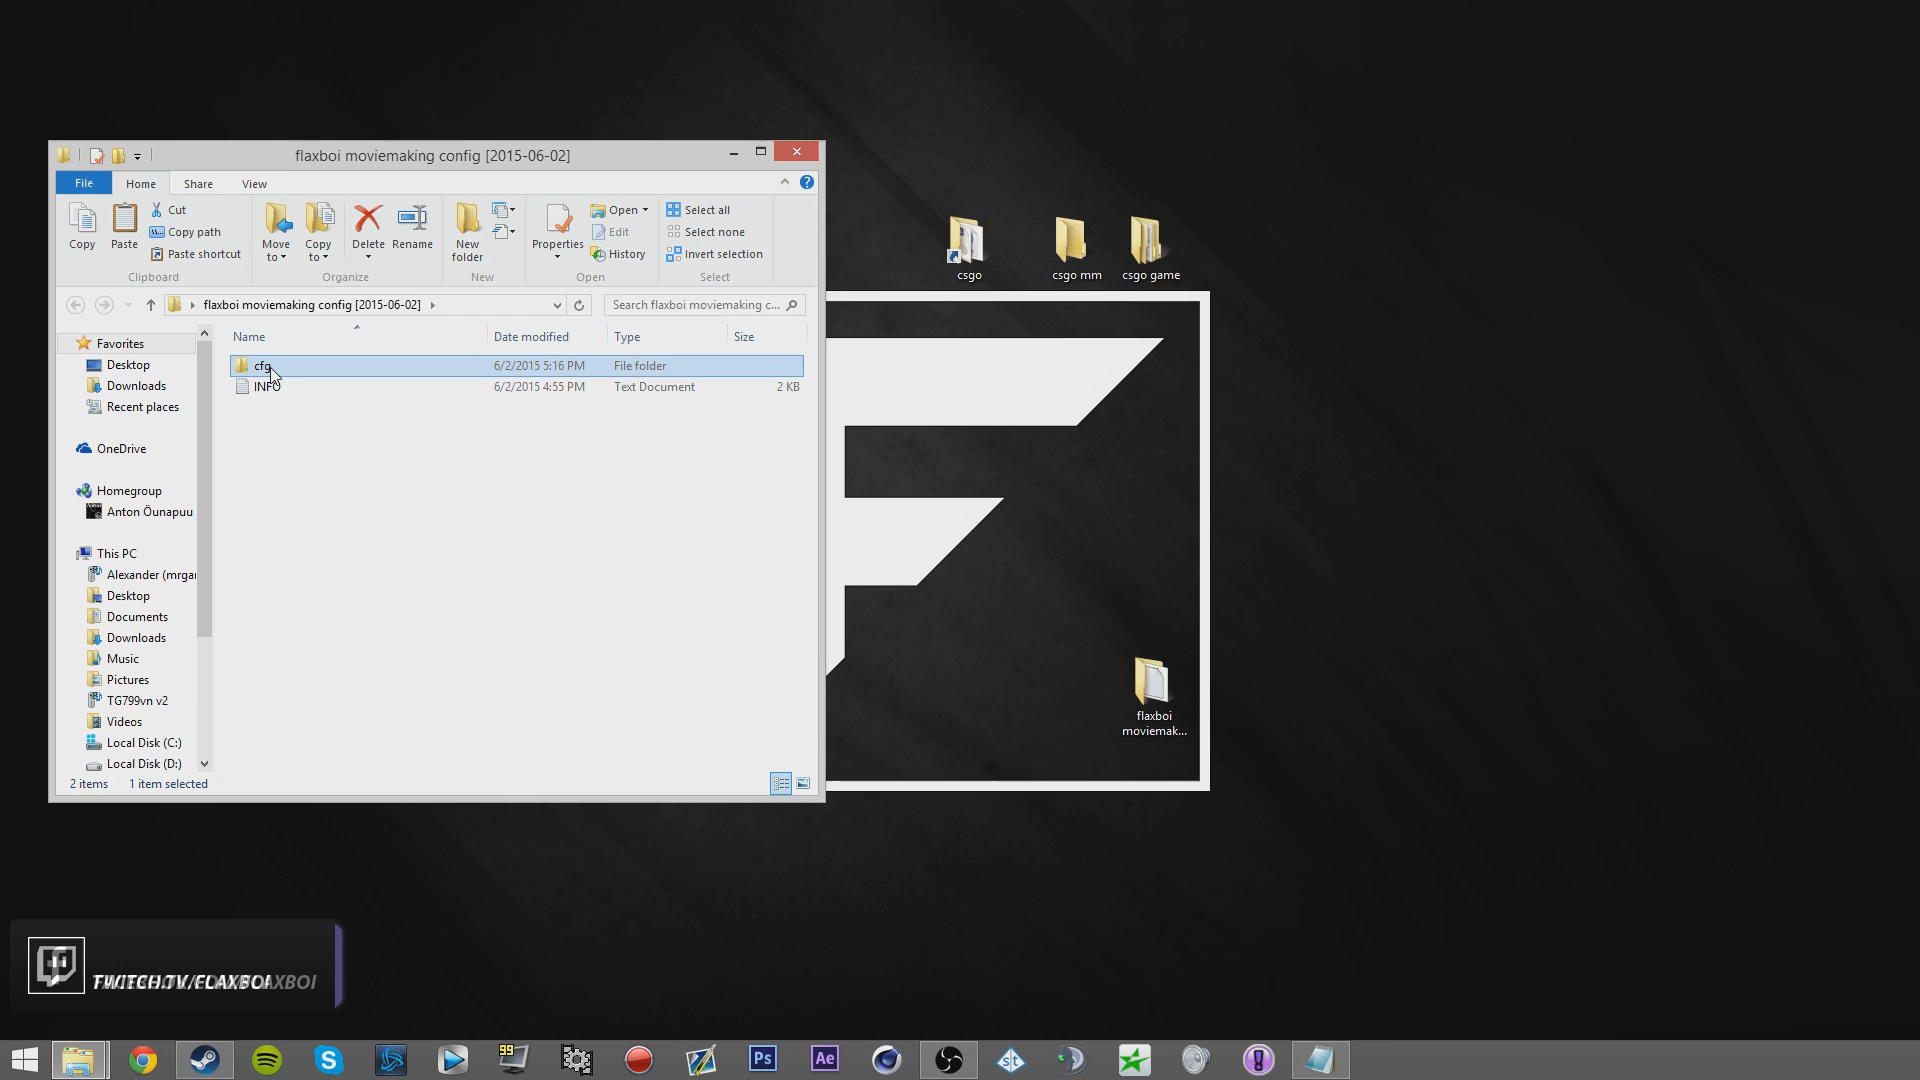 flaxboi moviemaking config [2015-06-02]
File
Home
Share
View
Copy
Paste
Cut
Copy path
Paste shortcut
Clipboard
Move
to
Copy
to
Delete
Rename
Organize
New
folder
New
Properties
Open
Edit
History
Open
Select all
Select none
Invert selection
Select
flaxboi moviemaking config [2015-06-02]
Search flaxboi moviemaking c...
Name
Date modified
Type
Size
cfg
6/2/2015 5:16 PM
File folder
INFO
6/2/2015 4:55 PM
Text Document
2 KB
Favorites
Desktop
Downloads
Recent places
OneDrive
Homegroup
Anton Õunapuu
This PC
Alexander (mrgar
Desktop
Documents
Downloads
Music
Pictures
TG799vn v2
Videos
Local Disk (C:)
Local Disk (D:)
2 items
1 item selected
csgo
csgo mm
csgo game
flaxboi
moviemak...
99
Ps
Ae
st